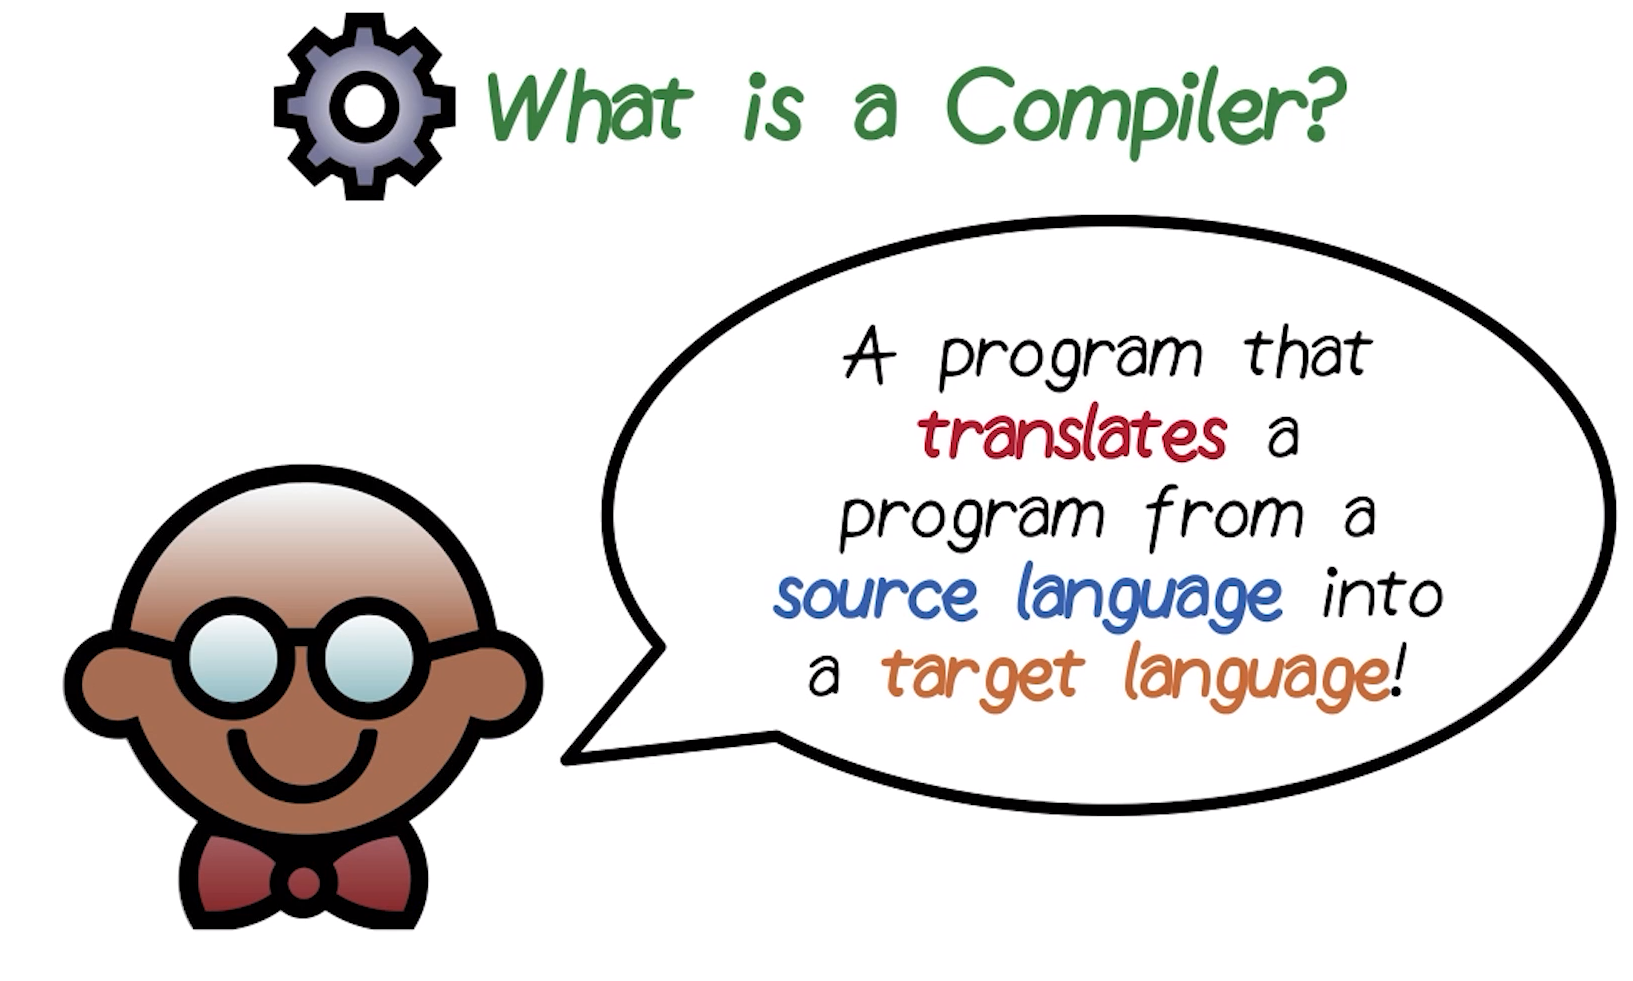 What is a Compiler?
A program that
translates a
program from a
source language into
a target language!